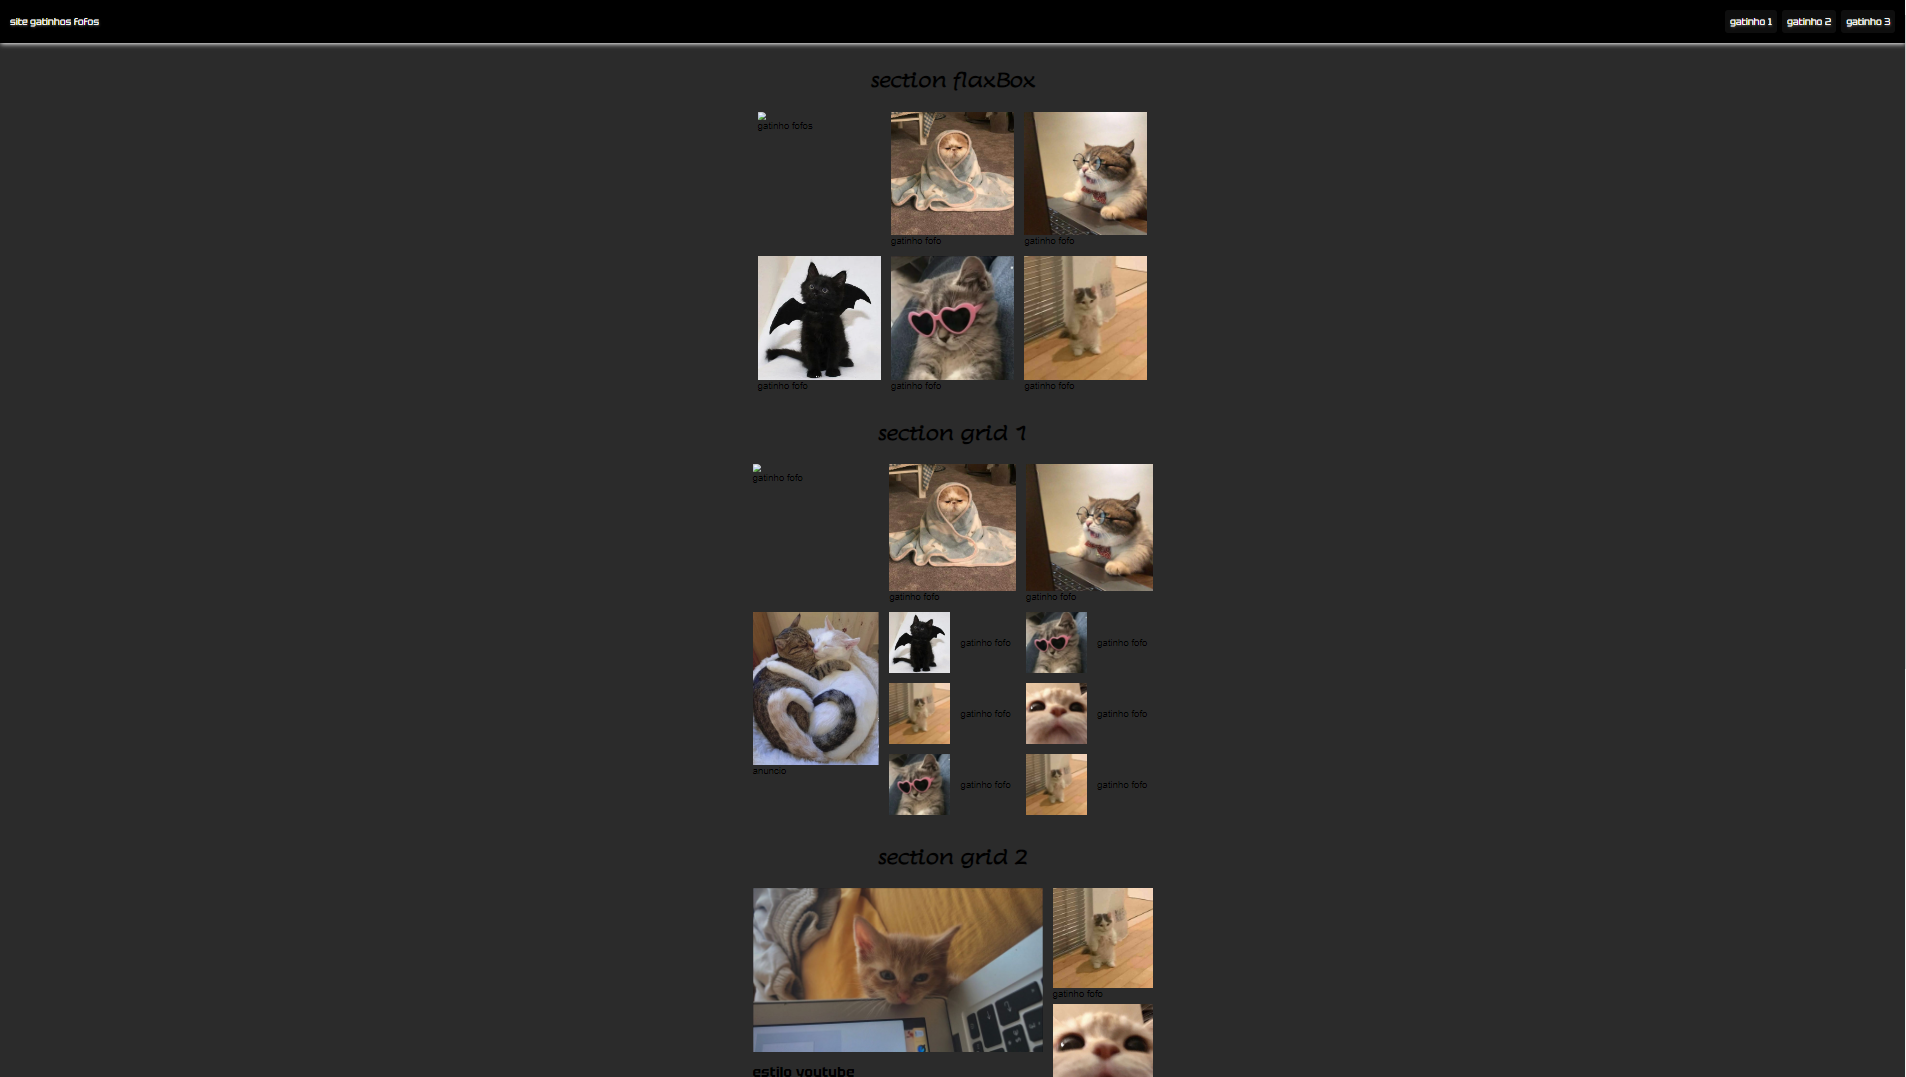 site gatinhos fofos
gatinho 1 gatinho 2 gatinho 3
section flaxBox
gatinho fofos
gatinho fofo gatinho fofo
gatinho fofo gatinho fofo gatinho fofo
section grid 1
gatinho fofo
gatinho fofo gatinho fofo
gatinho fofo gatinho fofo
gatinho fofo gatinho fofo
anuncio
gatinho fofo gatinho fofo
section grid 2
gatinho fofo
estilo youtube